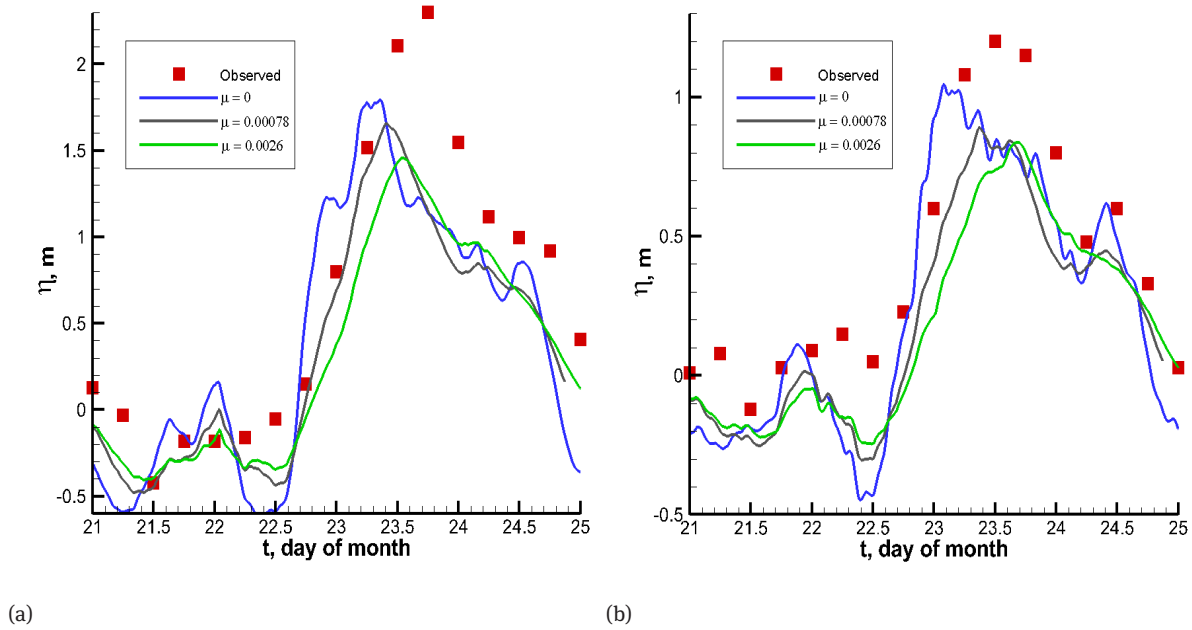 Observed
μ = 0
μ = 0.00078
μ = 0.0026
2
1.5
1
0.5
0
-0.5
η, m
21 21.5 22 22.5 23 23.5 24 24.5 25
t, day of month
(a)
Observed
μ = 0
μ = 0.00078
μ = 0.0026
1
0.5
0
-0.5
η, m
21 21.5 22 22.5 23 23.5 24 24.5 25
t, day of month
(b)